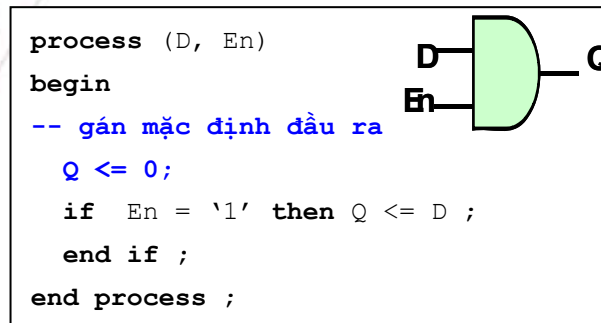 process (D, En)
begin
-- gán mặc định đầu ra
Q <= 0;
if En = ‘1’ then Q <= D ;
end if ;
end process ;
D
En
Q